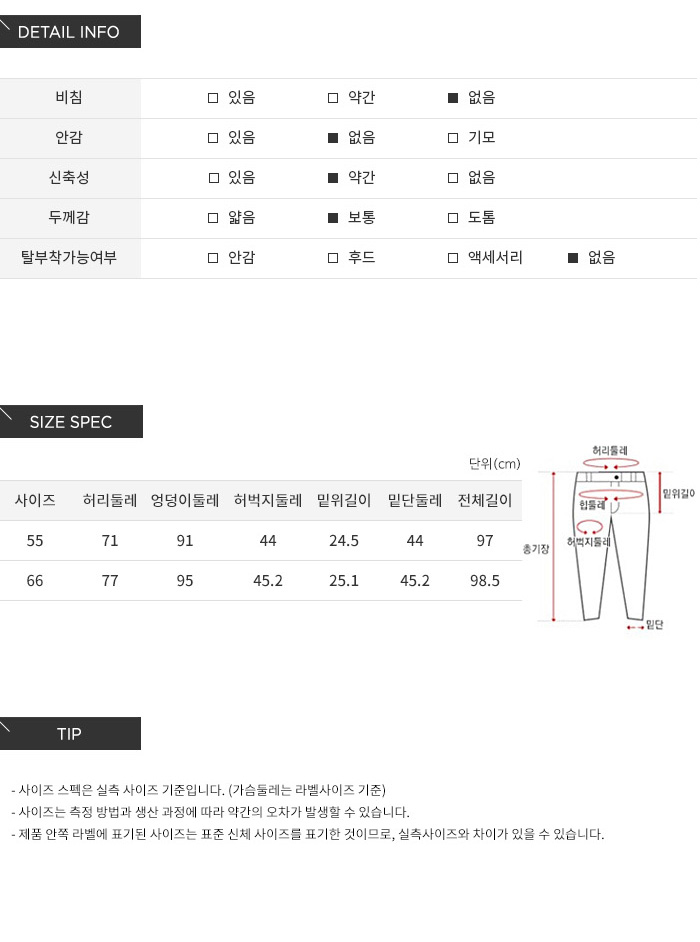 DETAIL INFO
비침 □ 있음 □ 약간 ■ 없음
안감 □ 있음 ■ 없음 □ 기모
신축성 □ 있음 ■ 약간 □ 없음
두께감 □ 얇음 ■ 보통 □ 도톰
탈부착가능여부 □ 안감 □ 후드 □ 액세서리 ■ 없음
SIZE SPEC
단위(cm)
사이즈 허리둘레 엉덩이둘레 허벅지둘레 밑위길이 밑단둘레 전체길이
55 71 91 44 24.5 44 97
66 77 95 45.2 25.1 45.2 98.5
허리둘레
밑위길이
힙둘레
허벅지둘레
총기장
밑단
TIP
- 사이즈 스펙은 실측 사이즈 기준입니다. (가슴둘레는 라벨사이즈 기준)
- 사이즈는 측정 방법과 생산 과정에 따라 약간의 오차가 발생할 수 있습니다.
- 제품 안쪽 라벨에 표기된 사이즈는 표준 신체 사이즈를 표기한 것이므로, 실측사이즈와 차이가 있을 수 있습니다.